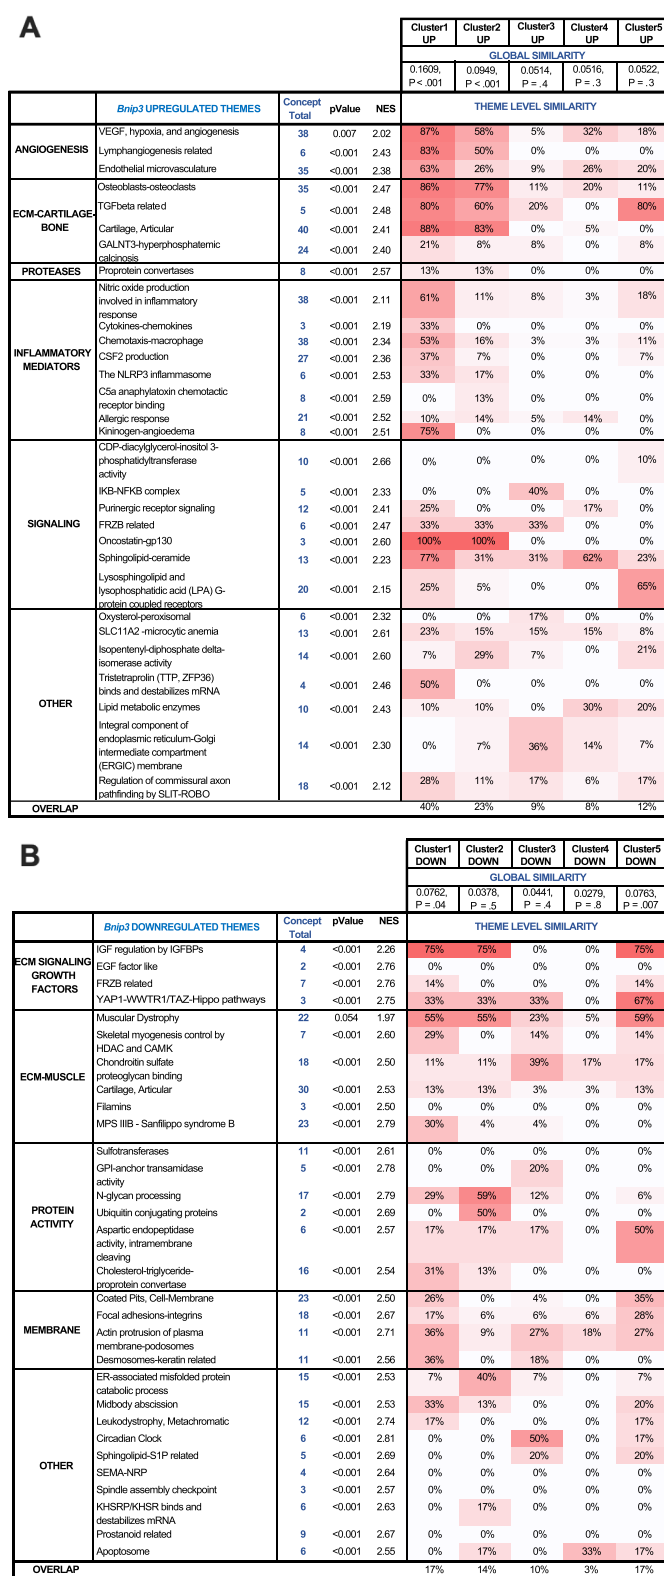 A
Cluster1 UP Cluster2 UP Cluster3 UP Cluster4 UP Cluster5 UP
GLOBAL SIMILARITY
0.1609, P<.001 0.0949, P<.001 0.0514, P=.4 0.0516, P=.3 0.0522, P=.3
Bnip3 UPREGULATED THEMES Concept Total pValue NES THEME LEVEL SIMILARITY
ANGIOGENESIS
VEGF, hypoxia, and angiogenesis 38 0.007 2.02 87% 58% 5% 32% 18%
Lymphangiogenesis related 6 <0.001 2.43 83% 50% 0% 0% 0%
Endothelial microvasculature 35 <0.001 2.38 63% 26% 9% 26% 20%
ECM-CARTILAGE-BONE
Osteoblasts-osteoclasts 35 <0.001 2.47 86% 77% 11% 20% 11%
TGFbeta related 5 <0.001 2.48 80% 60% 20% 0% 80%
Cartilage, Articular 40 <0.001 2.41 88% 83% 0% 5% 0%
GALNT3-hyperphosphatemic calcinosis 24 <0.001 2.40 21% 8% 8% 0% 8%
PROTEASES
Proprotein convertases 8 <0.001 2.57 13% 13% 0% 0% 0%
INFLAMMATORY MEDIATORS
Nitric oxide production involved in inflammatory response 38 <0.001 2.11 61% 11% 8% 3% 18%
Cytokines-chemokines 3 <0.001 2.19 33% 0% 0% 0% 0%
Chemotaxis-macrophage 38 <0.001 2.34 53% 16% 3% 3% 11%
CSF2 production 27 <0.001 2.36 37% 7% 0% 0% 7%
The NLRP3 inflammasome 6 <0.001 2.53 33% 17% 0% 0% 0%
C5a anaphylatoxin chemotactic receptor binding 8 <0.001 2.59 0% 13% 0% 0% 0%
Allergic response 21 <0.001 2.52 10% 14% 5% 14% 0%
Kininogen-angioedema 8 <0.001 2.51 75% 0% 0% 0% 0%
SIGNALING
CDP-diacylglycerol-inositol 3-phosphatidyltransferase activity 10 <0.001 2.66 0% 0% 0% 0% 10%
IKB-NFKB complex 5 <0.001 2.33 0% 0% 40% 0% 0%
Purinergic receptor signaling 12 <0.001 2.41 25% 0% 0% 17% 0%
FRZB related 6 <0.001 2.47 33% 33% 33% 0% 0%
Oncostatin-gp130 3 <0.001 2.60 100% 100% 0% 0% 0%
Sphingolipid-ceramide 13 <0.001 2.23 77% 31% 31% 62% 23%
Lysosphingolipid and lysophosphatidic acid (LPA) G-protein coupled receptors 20 <0.001 2.15 25% 5% 0% 0% 65%
OTHER
Oxysterol-peroxisomal 6 <0.001 2.32 0% 0% 17% 0% 0%
SLC11A2 -microcytic anemia 13 <0.001 2.61 23% 15% 15% 15% 8%
Isopentenyl-diphosphate delta-isomerase activity 14 <0.001 2.60 7% 29% 7% 0% 21%
Tristetraprolin (TTP, ZFP36) binds and destabilizes mRNA 4 <0.001 2.46 50% 0% 0% 0% 0%
Lipid metabolic enzymes 10 <0.001 2.43 10% 10% 0% 30% 20%
Integral component of endoplasmic reticulum-Golgi intermediate compartment (ERGIC) membrane 14 <0.001 2.30 0% 7% 36% 14% 7%
Regulation of commissural axon pathfinding by SLIT-ROBO 18 <0.001 2.12 28% 11% 17% 6% 17%
OVERLAP 40% 23% 9% 8% 12%
B
Cluster1 DOWN Cluster2 DOWN Cluster3 DOWN Cluster4 DOWN Cluster5 DOWN
GLOBAL SIMILARITY
0.0762, P=.04 0.0378, P=.5 0.0441, P=.4 0.0279, P=.8 0.0763, P=.007
Bnip3 DOWNREGULATED THEMES Concept Total pValue NES THEME LEVEL SIMILARITY
ECM SIGNALING GROWTH FACTORS
IGF regulation by IGFBPs 4 <0.001 2.26 75% 75% 0% 0% 75%
EGF factor like 2 <0.001 2.76 0% 0% 0% 0% 0%
FRZB related 7 <0.001 2.76 14% 0% 0% 0% 14%
YAP1-WWTR1/TAZ-Hippo pathways 3 <0.001 2.75 33% 33% 33% 0% 67%
ECM-MUSCLE
Muscular Dystrophy 22 0.054 1.97 55% 55% 23% 5% 59%
Skeletal myogenesis control by HDAC and CAMK 7 <0.001 2.60 29% 0% 14% 0% 14%
Chondroitin sulfate proteoglycan binding 18 <0.001 2.50 11% 11% 39% 17% 17%
Cartilage, Articular 30 <0.001 2.53 13% 13% 3% 3% 13%
Filamins 3 <0.001 2.50 0% 0% 0% 0% 0%
MPS IIIB - Sanfilippo syndrome B 23 <0.001 2.79 30% 4% 4% 0% 0%
PROTEIN ACTIVITY
Sulfotransferases 11 <0.001 2.61 0% 0% 0% 0% 0%
GPI-anchor transamidase activity 5 <0.001 2.78 0% 0% 20% 0% 0%
N-glycan processing 17 <0.001 2.79 29% 59% 12% 0% 6%
Ubiquitin conjugating proteins 2 <0.001 2.69 0% 50% 0% 0% 0%
Aspartic endopeptidase activity, intramembrane cleaving 6 <0.001 2.57 17% 17% 17% 0% 50%
Cholesterol-triglyceride-proprotein convertase 16 <0.001 2.54 31% 13% 0% 0% 0%
MEMBRANE
Coated Pits, Cell-Membrane 23 <0.001 2.50 26% 0% 4% 0% 35%
Focal adhesions-integrins 18 <0.001 2.67 17% 6% 6% 6% 28%
Actin protrusion of plasma membrane-podosomes 11 <0.001 2.71 36% 9% 27% 18% 27%
Desmosomes-keratin related 11 <0.001 2.56 36% 0% 18% 0% 0%
OTHER
ER-associated misfolded protein catabolic process 15 <0.001 2.53 7% 40% 7% 0% 7%
Midbody abscission 15 <0.001 2.53 33% 13% 0% 0% 20%
Leukodystrophy, Metachromatic 12 <0.001 2.74 17% 0% 0% 0% 17%
Circadian Clock 6 <0.001 2.81 0% 0% 50% 0% 17%
Sphingolipid-S1P related 5 <0.001 2.69 0% 0% 20% 0% 20%
SEMA-NRP 4 <0.001 2.64 0% 0% 0% 0% 0%
Spindle assembly checkpoint 3 <0.001 2.57 0% 0% 0% 0% 0%
KHSRP/KHSR binds and destabilizes mRNA 6 <0.001 2.63 0% 17% 0% 0% 0%
Prostanoid related 9 <0.001 2.67 0% 0% 0% 0% 0%
Apoptosome 6 <0.001 2.55 0% 17% 0% 33% 17%
OVERLAP 17% 14% 10% 3% 17%